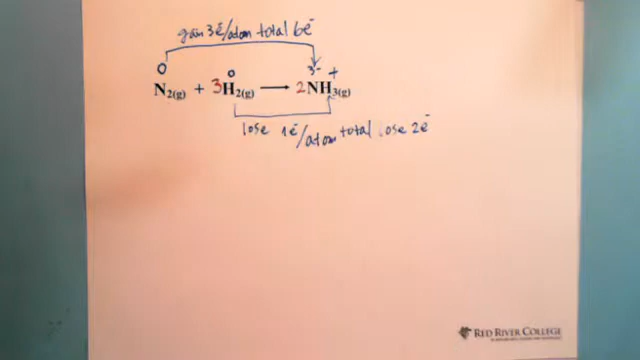 gain 3e⁻/atom total 6e⁻
0 0 3- +
N2(g) + 3H2(g) → 2NH3(g)
lose 1e⁻/atom total lose 2e⁻
RED RIVER COLLEGE